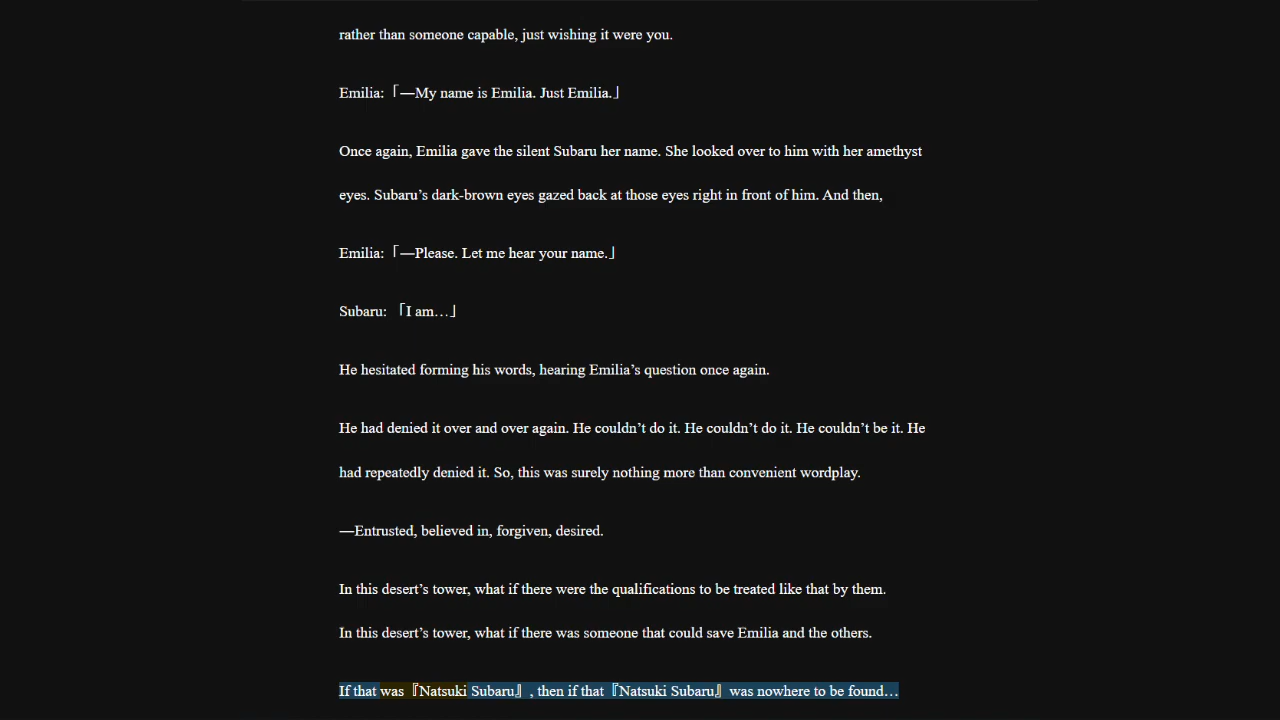 rather than someone capable, just wishing it were you.
Emilia:「—My name is Emilia. Just Emilia.」
Once again, Emilia gave the silent Subaru her name. She looked over to him with her amethyst
eyes. Subaru’s dark-brown eyes gazed back at those eyes right in front of him. And then,
Emilia:「—Please. Let me hear your name.」
Subaru: 「I am…」
He hesitated forming his words, hearing Emilia’s question once again.
He had denied it over and over again. He couldn’t do it. He couldn’t do it. He couldn’t be it. He
had repeatedly denied it. So, this was surely nothing more than convenient wordplay.
—Entrusted, believed in, forgiven, desired.
In this desert’s tower, what if there were the qualifications to be treated like that by them.
In this desert’s tower, what if there was someone that could save Emilia and the others.
If that was『Natsuki Subaru』, then if that『Natsuki Subaru』was nowhere to be found…